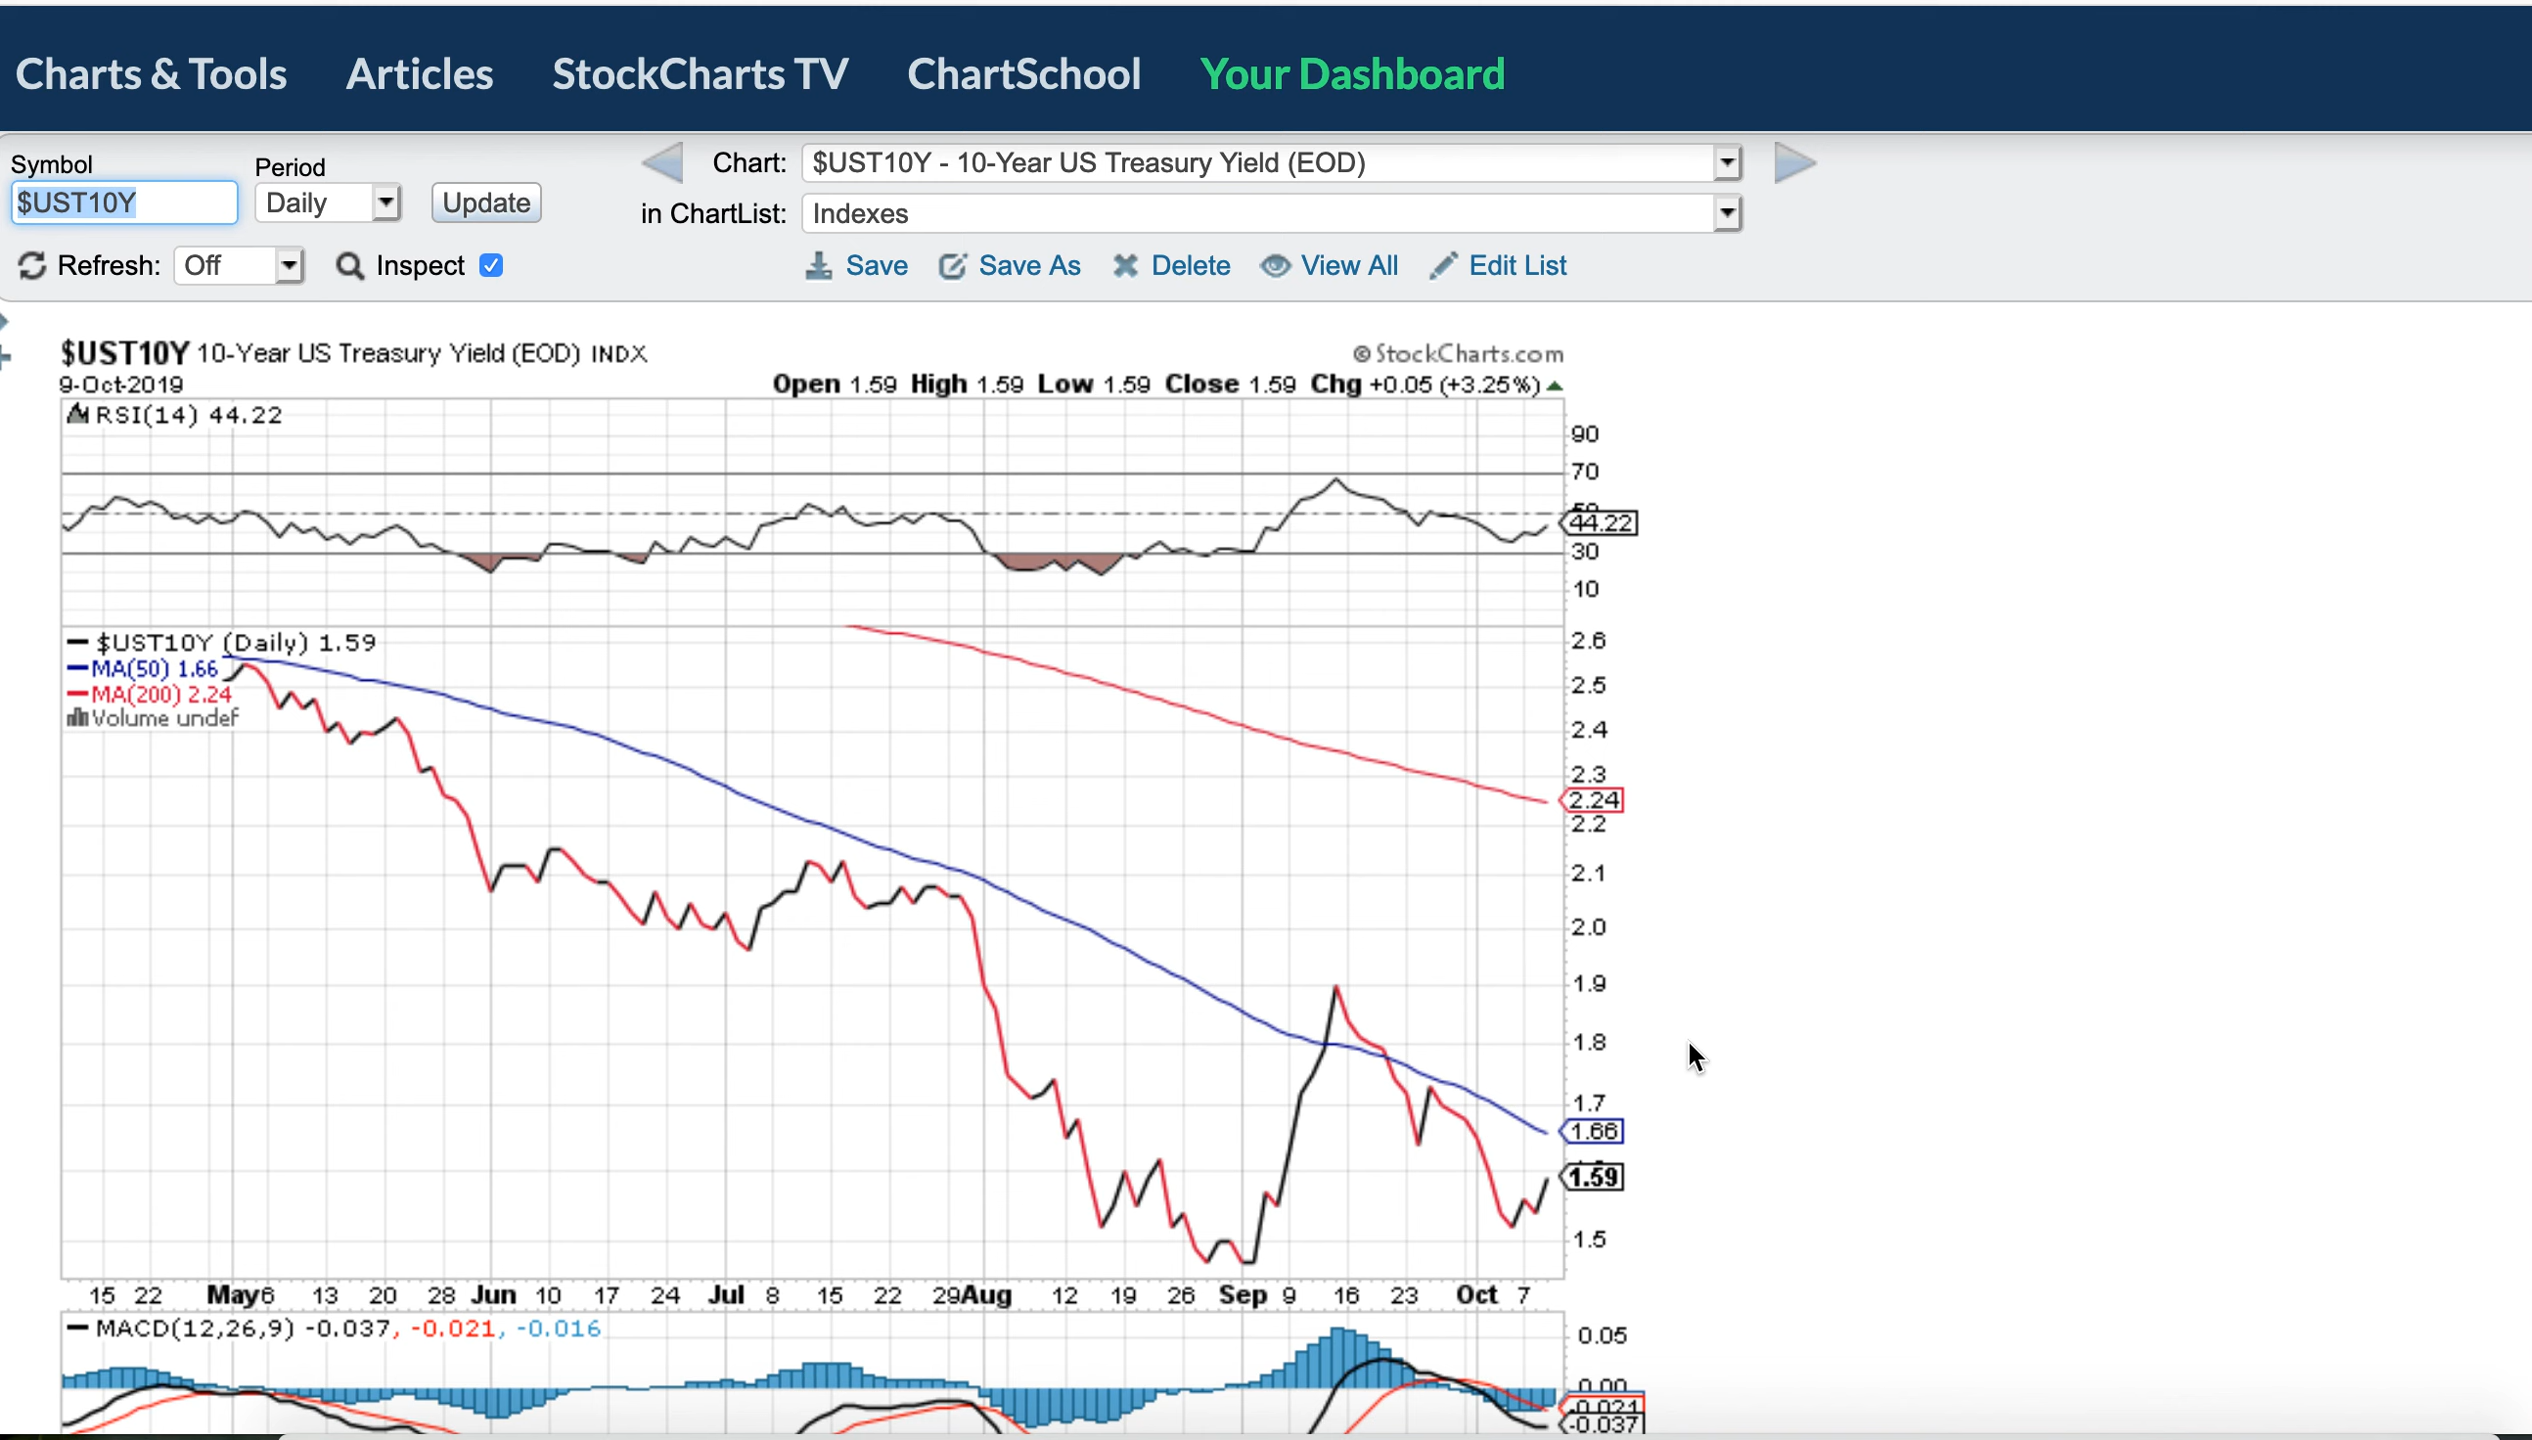 Charts & Tools Articles StockCharts TV ChartSchool Your Dashboard
Symbol Period Chart: $UST10Y - 10-Year US Treasury Yield (EOD)
$UST10Y Daily Update in ChartList: Indexes
Refresh: Off Inspect Save Save As Delete View All Edit List
$UST10Y 10-Year US Treasury Yield (EOD) INDX © StockCharts.com
9-Oct-2019 Open 1.59 High 1.59 Low 1.59 Close 1.59 Chg +0.05 (+3.25%)
RSI(14) 44.22
90
70
44.22
30
10
$UST10Y (Daily) 1.59
MA(50) 1.66
MA(200) 2.24
Volume undef
2.6
2.5
2.4
2.3
2.24
2.2
2.1
2.0
1.9
1.8
1.7
1.66
1.59
1.5
15 22 May 6 13 20 28 Jun 10 17 24 Jul 8 15 22 29 Aug 12 19 26 Sep 9 16 23 Oct 7
MACD(12,26,9) -0.037, -0.021, -0.016
0.05
0.00
-0.021
-0.037